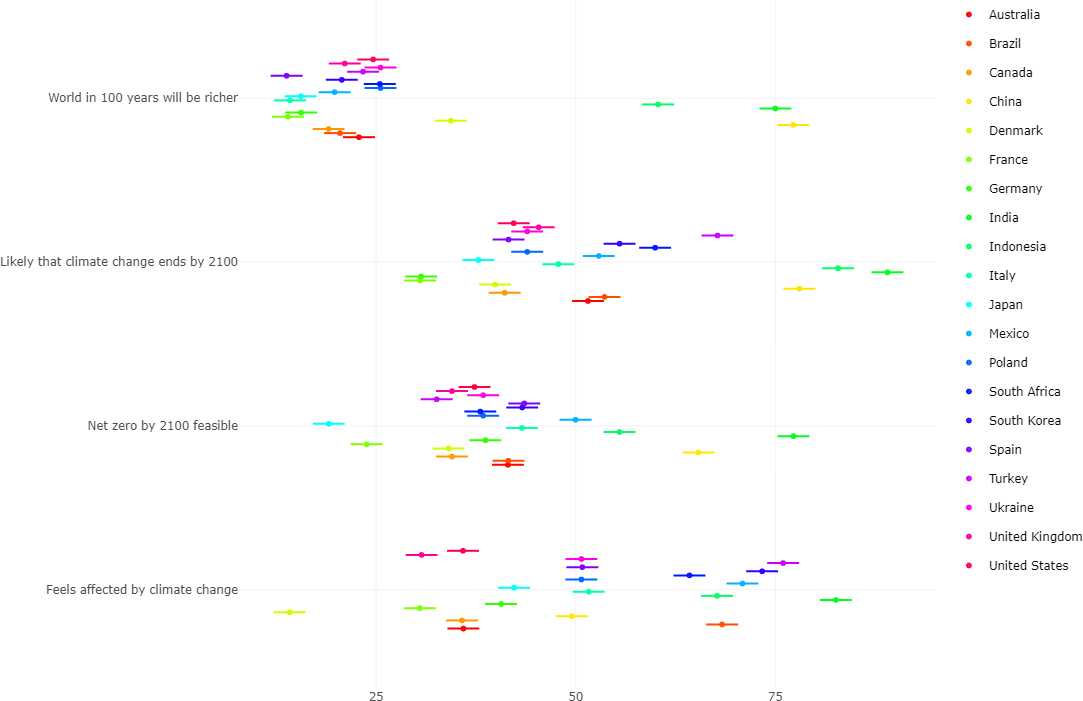 World in 100 years will be richer
Likely that climate change ends by 2100
Net zero by 2100 feasible
Feels affected by climate change
25
50
75
Australia
Brazil
Canada
China
Denmark
France
Germany
India
Indonesia
Italy
Japan
Mexico
Poland
South Africa
South Korea
Spain
Turkey
Ukraine
United Kingdom
United States